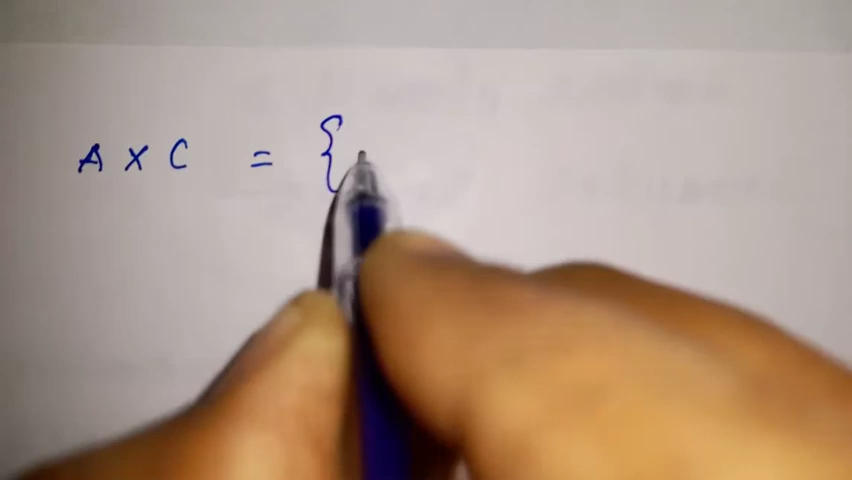 A × C = {